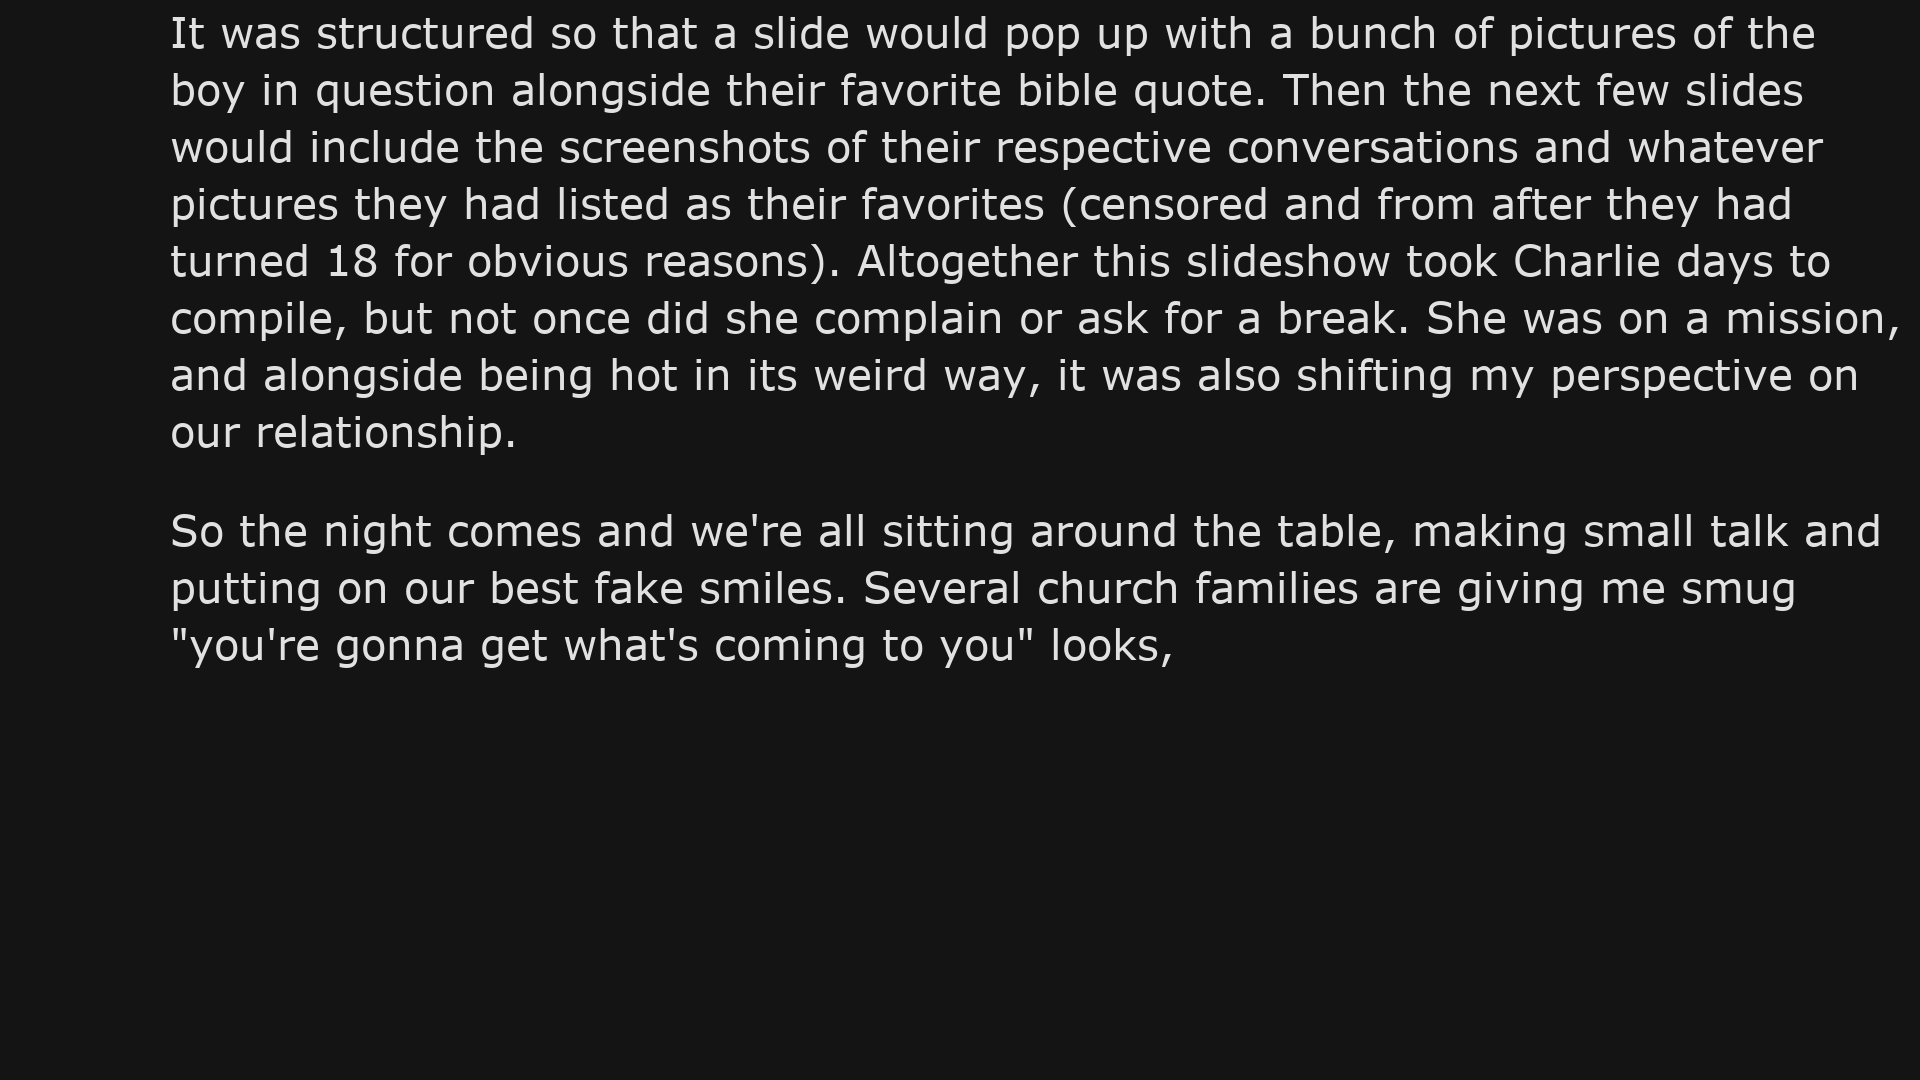 It was structured so that a slide would pop up with a bunch of pictures of the
boy in question alongside their favorite bible quote. Then the next few slides
would include the screenshots of their respective conversations and whatever
pictures they had listed as their favorites (censored and from after they had
turned 18 for obvious reasons). Altogether this slideshow took Charlie days to
compile, but not once did she complain or ask for a break. She was on a mission,
and alongside being hot in its weird way, it was also shifting my perspective on
our relationship.
So the night comes and we're all sitting around the table, making small talk and
putting on our best fake smiles. Several church families are giving me smug
"you're gonna get what's coming to you" looks,